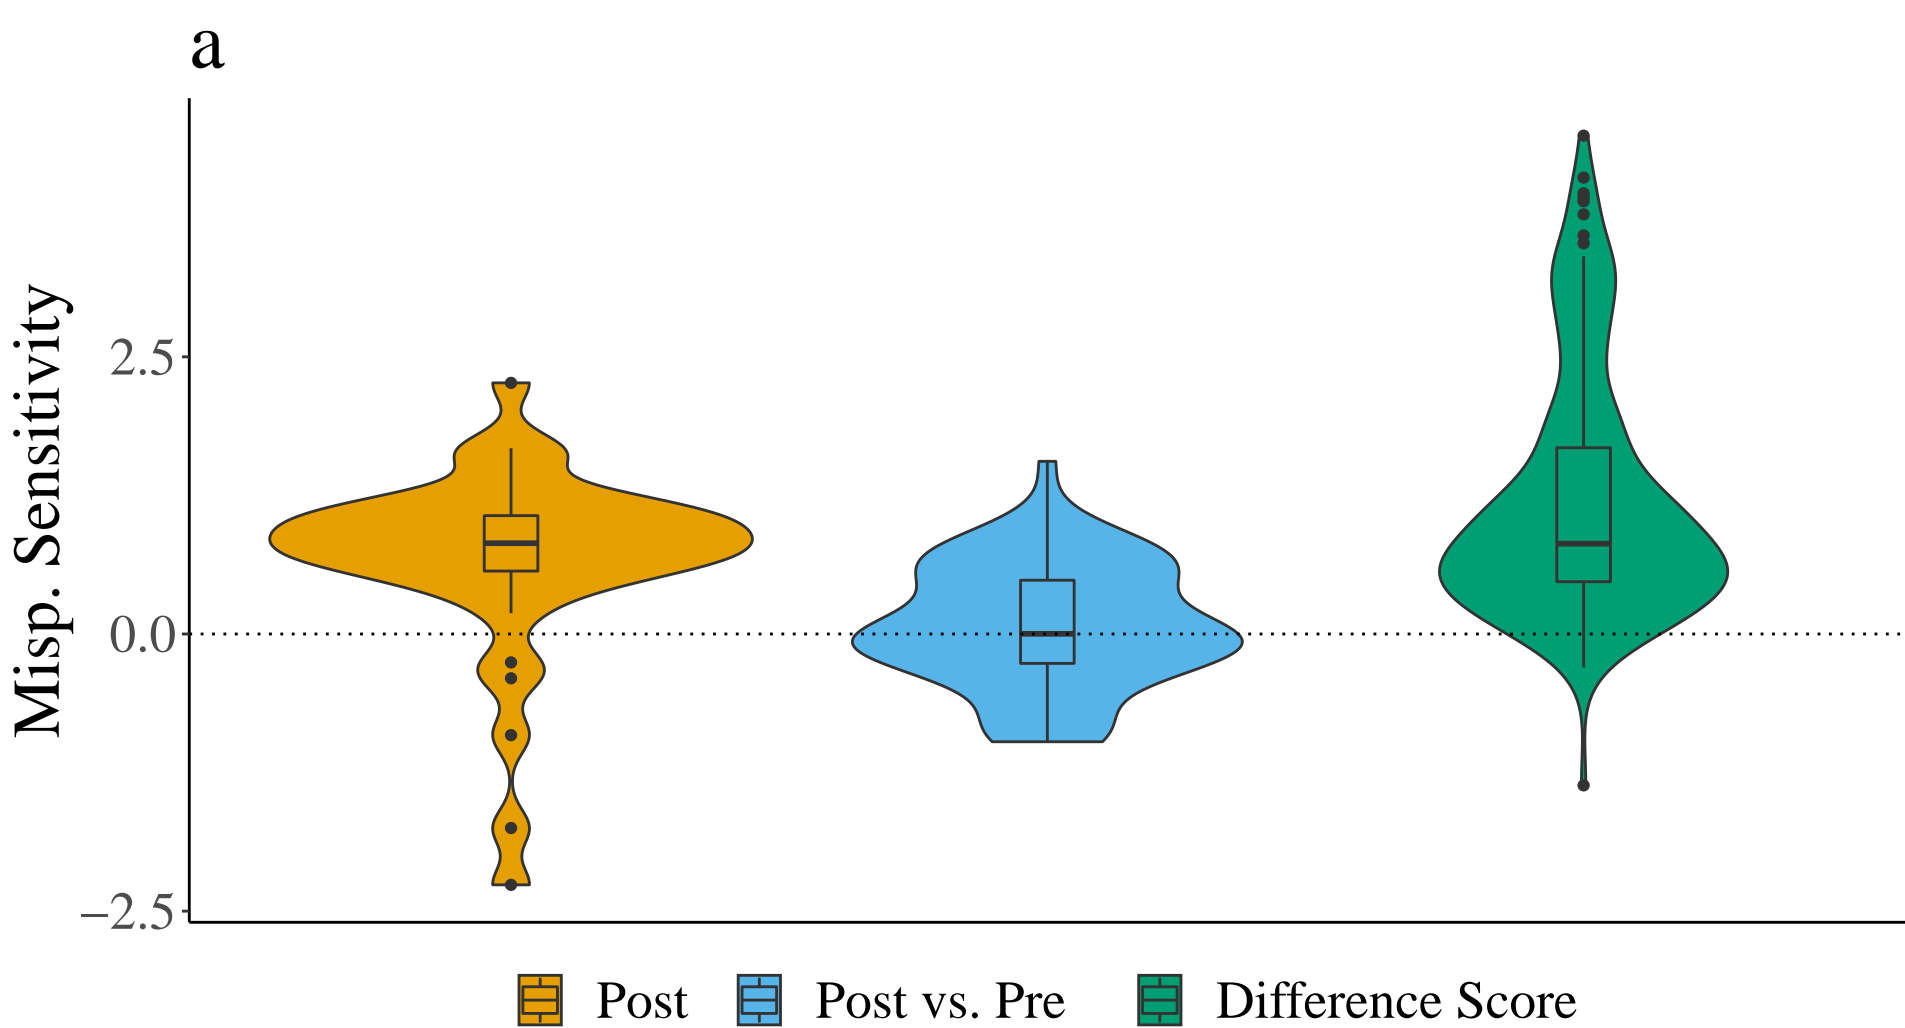 a
Misp. Sensitivity
2.5
0.0
−2.5
Post
Post vs. Pre
Difference Score